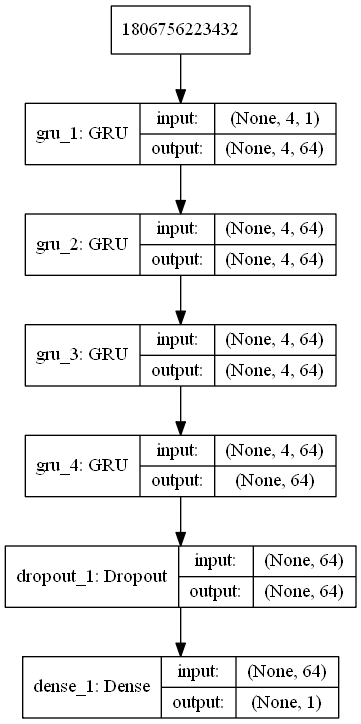 1806756223432
gru_1: GRU
input: (None, 4, 1)
output: (None, 4, 64)
gru_2: GRU
input: (None, 4, 64)
output: (None, 4, 64)
gru_3: GRU
input: (None, 4, 64)
output: (None, 4, 64)
gru_4: GRU
input: (None, 4, 64)
output: (None, 64)
dropout_1: Dropout
input: (None, 64)
output: (None, 64)
dense_1: Dense
input: (None, 64)
output: (None, 1)